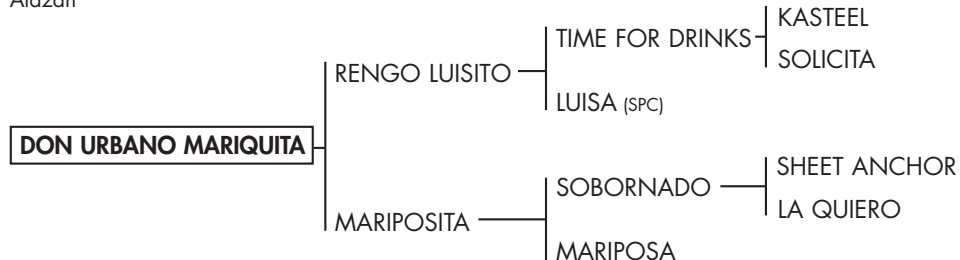 Alazán
KASTEEL
TIME FOR DRINKS
SOLICITA
RENGO LUISITO
LUISA (SPC)
DON URBANO MARIQUITA
SHEET ANCHOR
SOBORNADO
LA QUIERO
MARIPOSITA
MARIPOSA